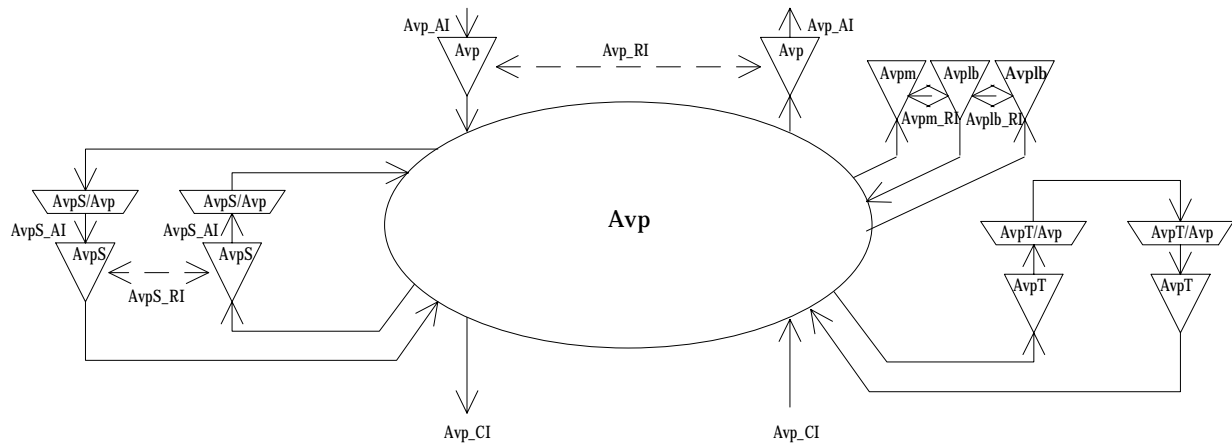 Avp_AI
Avp
Avp_RI
Avp
Avp_AI
Avpm
Avplb
Avplb
Avpm_RI
Avplb_RI
AvpS/Avp
AvpS/Avp
AvpS_AI
AvpS
AvpS_AI
AvpS
AvpS_RI
Avp
AvpT/Avp
AvpT/Avp
AvpT
AvpT
Avp_CI
Avp_CI